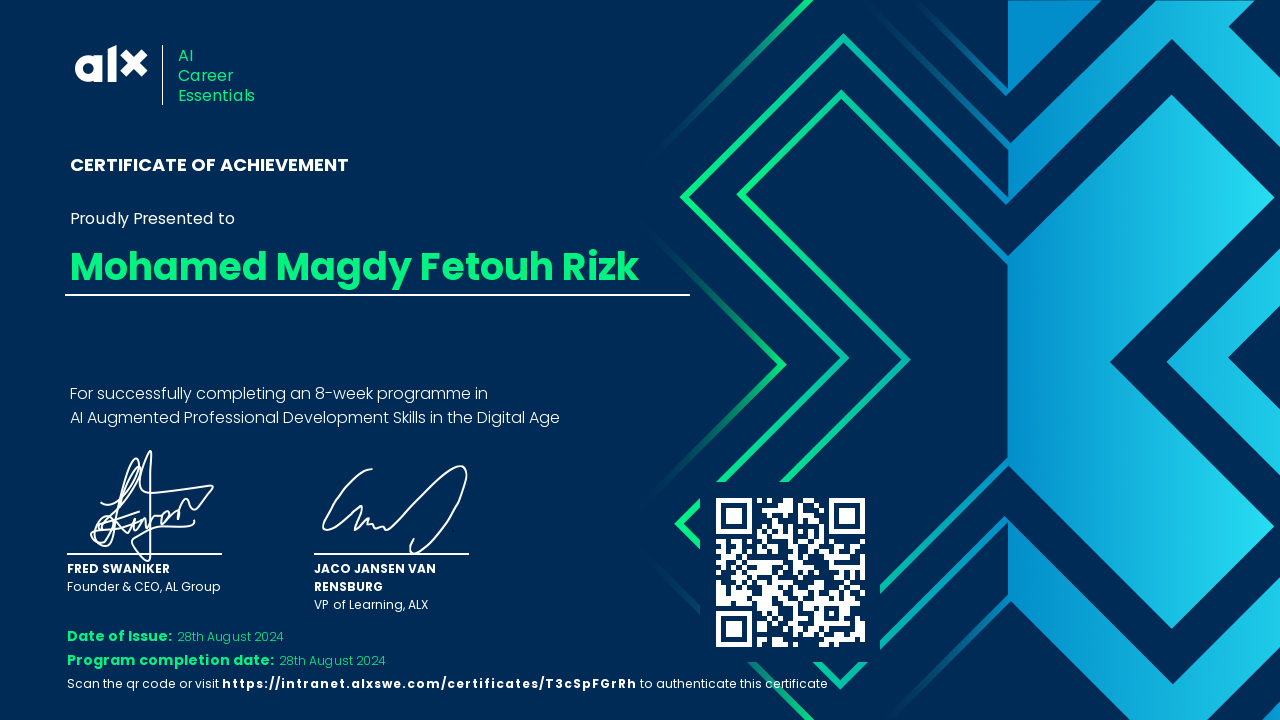 alx
AI
Career
Essentials
CERTIFICATE OF ACHIEVEMENT
Proudly Presented to
Mohamed Magdy Fetouh Rizk
For successfully completing an 8-week programme in
AI Augmented Professional Development Skills in the Digital Age
FRED SWANIKER
Founder & CEO, AL Group
JACO JANSEN VAN
RENSBURG
VP of Learning, ALX
Date of Issue: 28th August 2024
Program completion date: 28th August 2024
Scan the qr code or visit https://intranet.alxswe.com/certificates/T3cSpFGrRh to authenticate this certificate